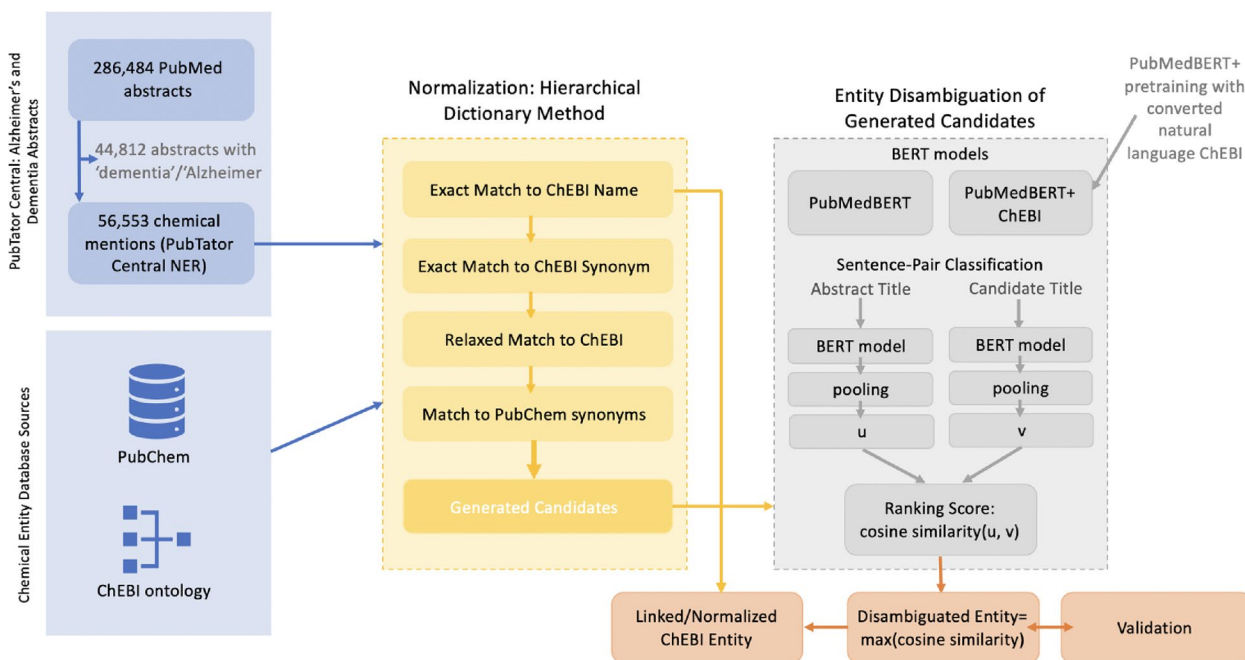 PubTator Central: Alzheimer's and
Dementia Abstracts
286,484 PubMed
abstracts
44,812 abstracts with
'dementia'/'Alzheimer
56,553 chemical
mentions (PubTator
Central NER)
Chemical Entity Database Sources
PubChem
ChEBI ontology
Normalization: Hierarchical
Dictionary Method
Exact Match to ChEBI Name
Exact Match to ChEBI Synonym
Relaxed Match to ChEBI
Match to PubChem synonyms
Generated Candidates
Entity Disambiguation of
Generated Candidates
BERT models
PubMedBERT
PubMedBERT+
ChEBI
PubMedBERT+
pretraining with
converted
natural
language ChEBI
Sentence-Pair Classification
Abstract Title
Candidate Title
BERT model
BERT model
pooling
pooling
u
v
Ranking Score:
cosine similarity(u, v)
Linked/Normalized
ChEBI Entity
Disambiguated Entity=
max(cosine similarity)
Validation